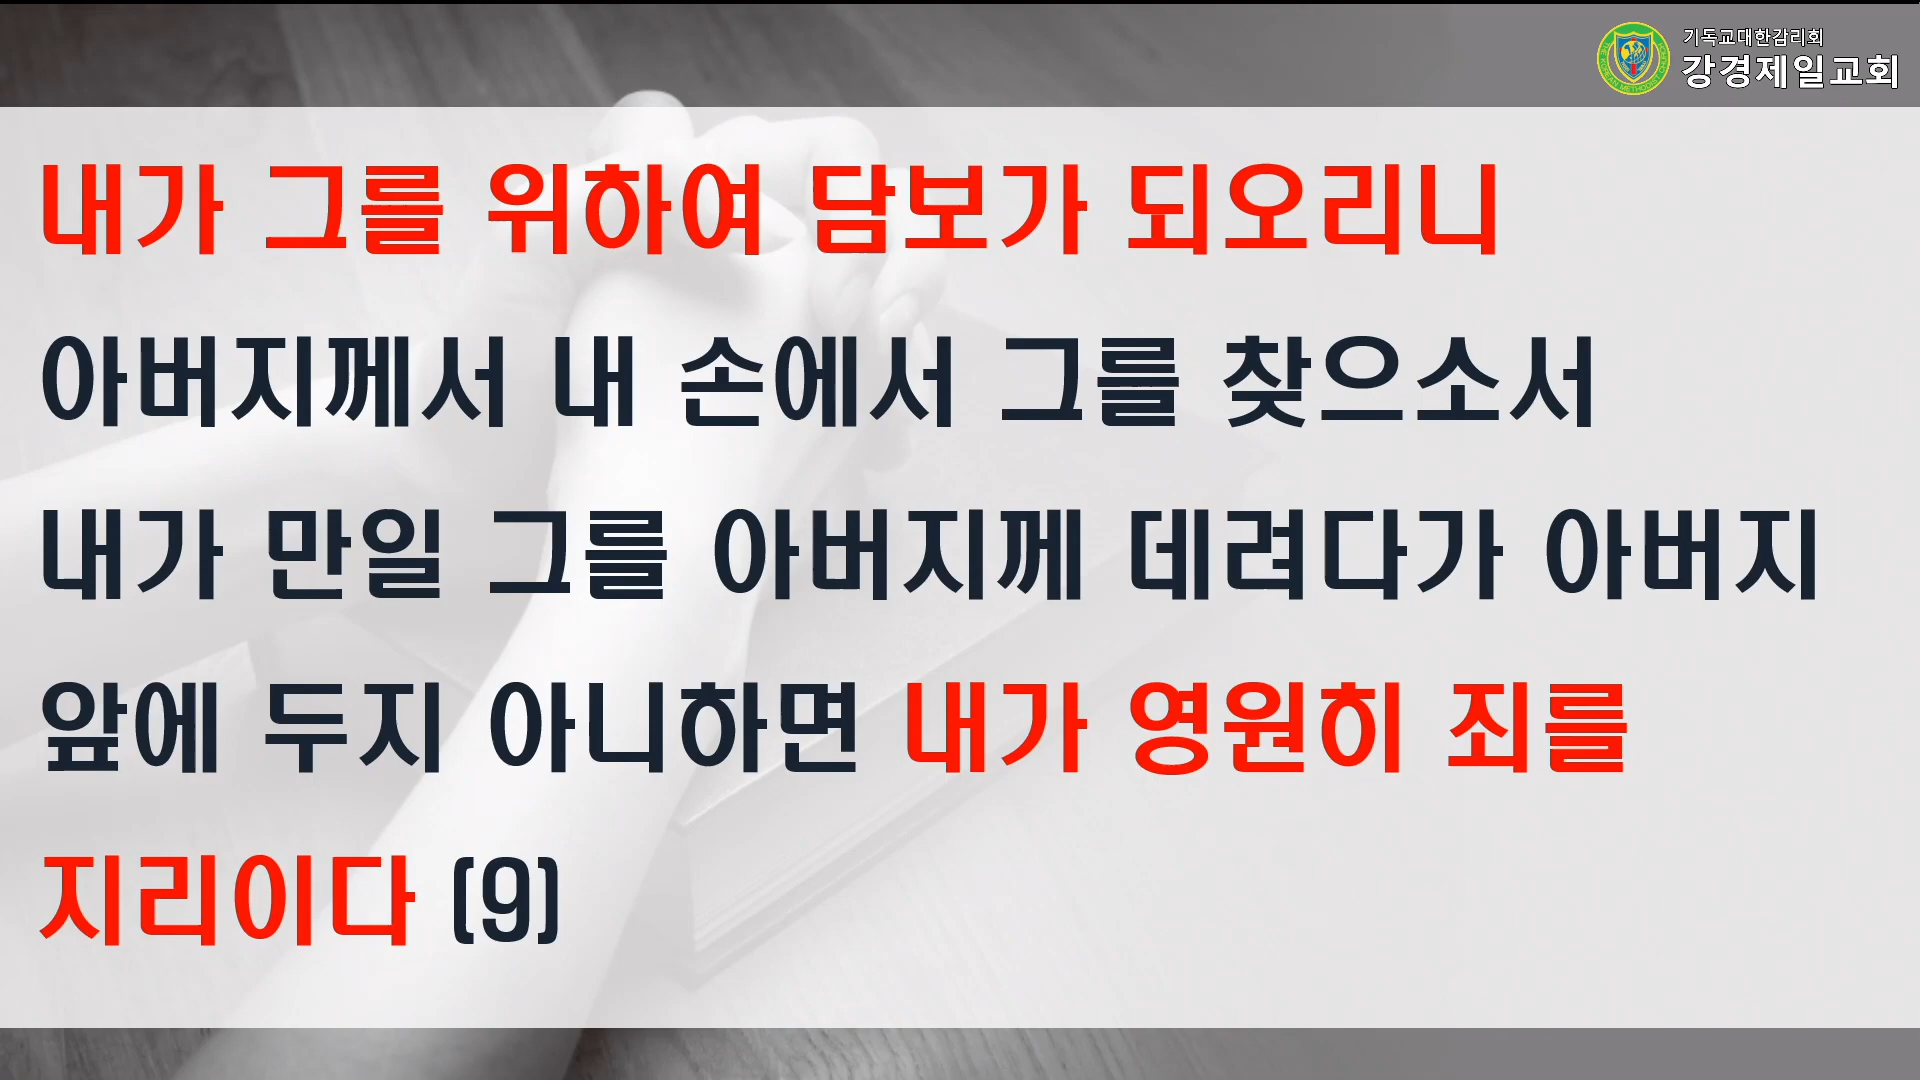 기독교대한감리회
강경제일교회
내가 그를 위하여 담보가 되오리니
아버지께서 내 손에서 그를 찾으소서
내가 만일 그를 아버지께 데려다가 아버지
앞에 두지 아니하면 내가 영원히 죄를
지리이다 (9)